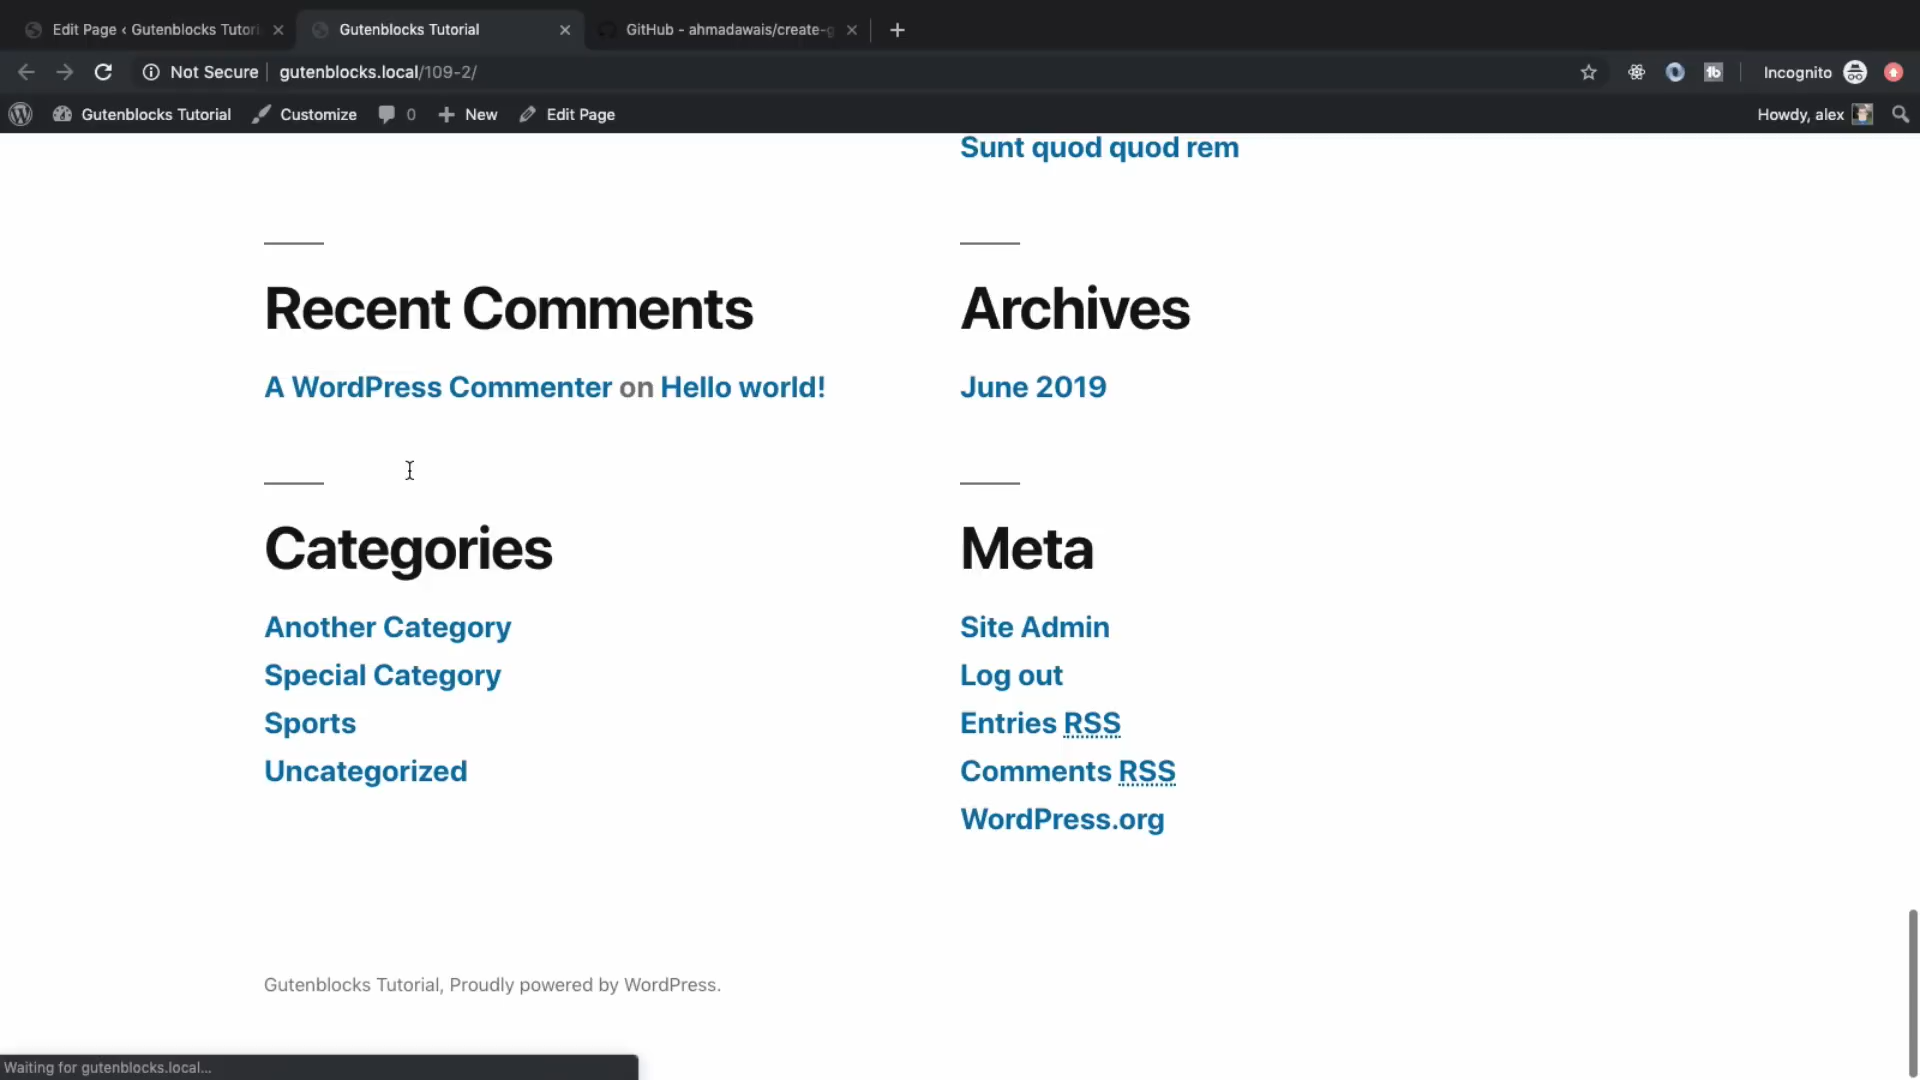 Edit Page ‹ Gutenblocks Tutori
Gutenblocks Tutorial
GitHub - ahmadawais/create-g
Not Secure
gutenblocks.local/109-2/
Incognito
Gutenblocks Tutorial
Customize
0
New
Edit Page
Howdy, alex
Sunt quod quod rem
Recent Comments
A WordPress Commenter on Hello world!
Archives
June 2019
Categories
Another Category
Special Category
Sports
Uncategorized
Meta
Site Admin
Log out
Entries RSS
Comments RSS
WordPress.org
Gutenblocks Tutorial, Proudly powered by WordPress.
Waiting for gutenblocks.local...